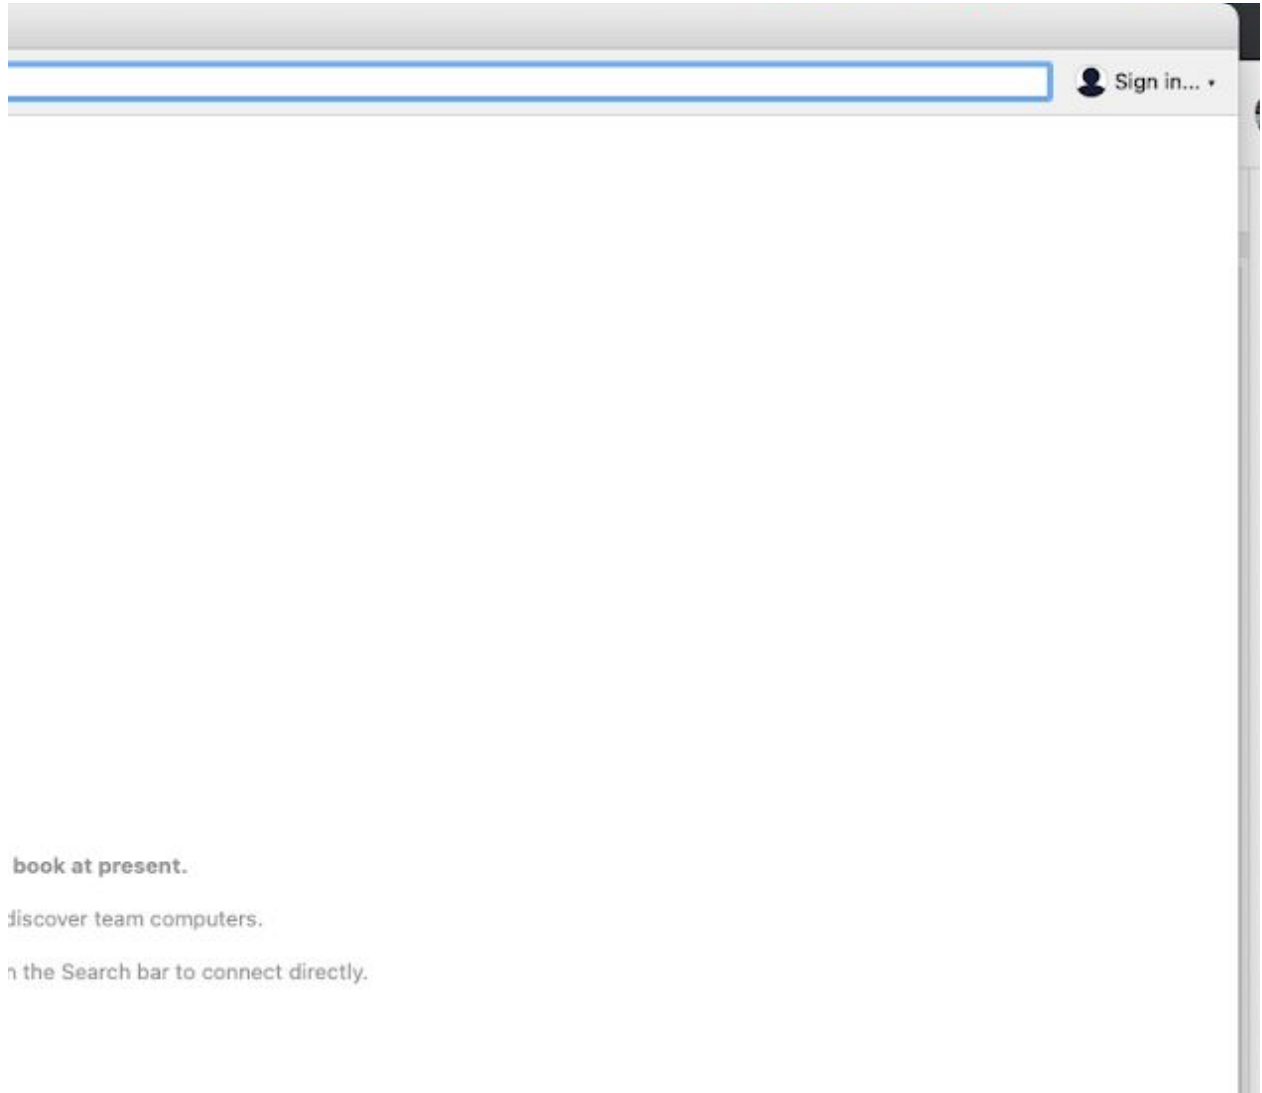 Sign in...
book at present.
discover team computers.
the Search bar to connect directly.